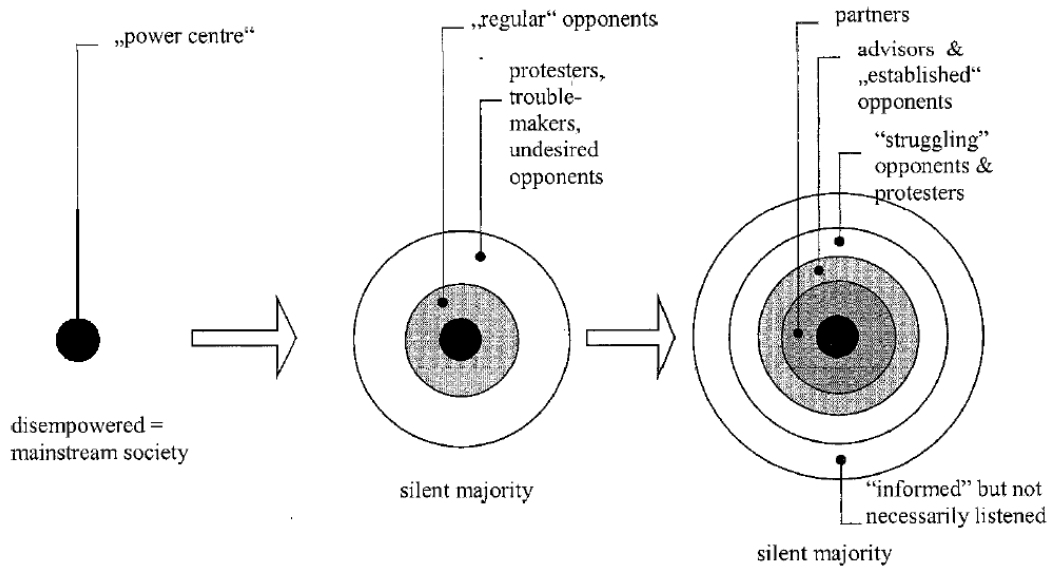 „power centre“
disempowered =
mainstream society
„regular“ opponents
protesters,
trouble-
makers,
undesired
opponents
silent majority
partners
advisors &
„established“
opponents
“struggling”
opponents &
protesters
“informed” but not
necessarily listened
silent majority